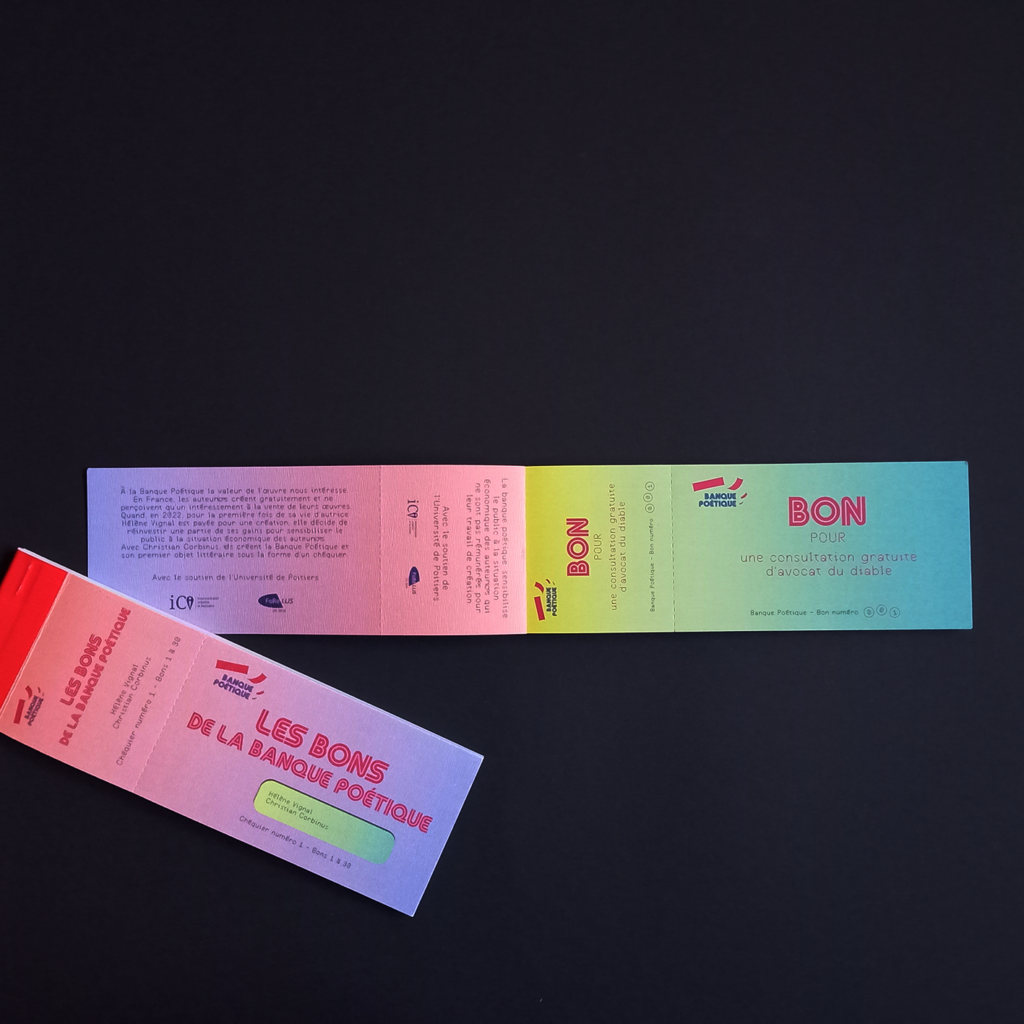 À la Banque Poétique la valeur de l'œuvre nous intéresse
En France, les auteurices créent gratuitement et ne
perçoivent qu'un intéressement à la vente de leurs œuvres
Quand, en 2022, pour la première fois de sa vie d'autrice
Hélène Vignal est payée pour une création, elle décide de
réinvestir une partie de ses gains pour sensibiliser le
public à la situation économique des
Avec Christian Corbinus, créent la Banque Poétique et
son premier objet littéraire sous la forme d'un chéquier.
Avec le soutien de l'Université de Poitiers
La banque poétique sensibilise
le public à la situation
économique des qui
ne sont pas pour
leur travail de création
Avec le soutien de
l'Université de Poitiers
BANQUE
POÉTIQUE
BON
POUR
une consultation gratuite
d'avocat du diable
Banque Poétique - Bon numéro
BANQUE
POÉTIQUE
BON
POUR
une consultation gratuite
d'avocat du diable
Banque Poétique - Bon numéro
BANQUE
POÉTIQUE
LES BONS
DE LA BANQUE POÉTIQUE
Hélène Vignal
Christian Corbinus
Chéquier numéro 1 - Bons 1 à 30
BANQUE
POÉTIQUE
LES BONS
DE LA BANQUE POÉTIQUE
Hélène Vignal
Christian Corbinus
Chéquier numéro 1 - Bons 1 à 30